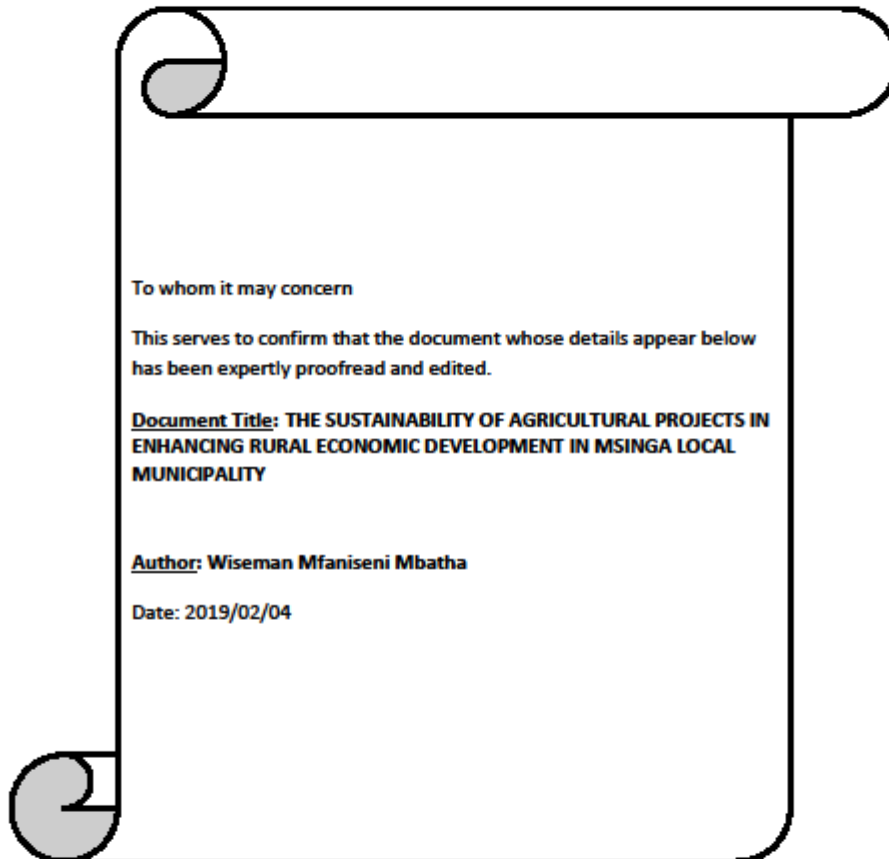 To whom it may concern
This serves to confirm that the document whose details appear below
has been expertly proofread and edited.
Document Title: THE SUSTAINABILITY OF AGRICULTURAL PROJECTS IN
ENHANCING RURAL ECONOMIC DEVELOPMENT IN MSINGA LOCAL
MUNICIPALITY
Author: Wiseman Mfaniseni Mbatha
Date: 2019/02/04